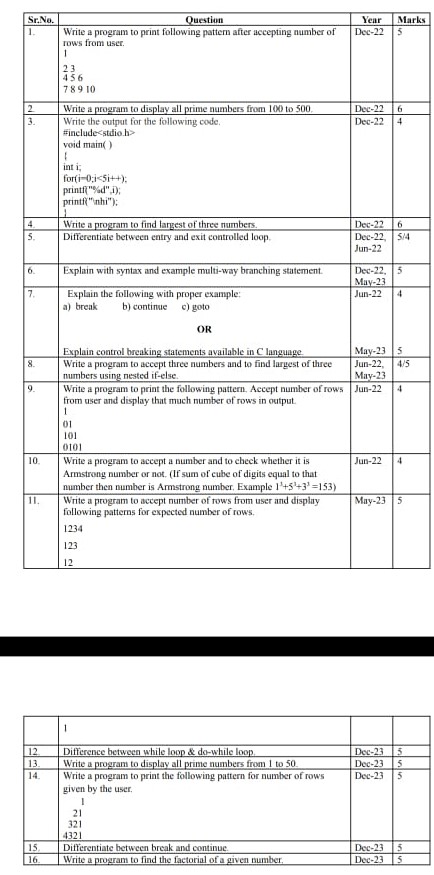 Sr.No. Question Year Marks
1. Write a program to print following pattern after accepting number of Dec-22 5
rows from user.
1
2 3
4 5 6
7 8 9 10
2. Write a program to display all prime numbers from 100 to 500. Dec-22 6
3. Write the output for the following code. Dec-22 4
#include<stdio.h>
void main( )
{
int i;
for(i=0;i<5i++);
printf("%d",i);
printf("\nhi");
}
4. Write a program to find largest of three numbers. Dec-22 6
5. Differentiate between entry and exit controlled loop. Dec-22, 5/4
Jun-22
6. Explain with syntax and example multi-way branching statement. Dec-22, 5
May-23
7. Explain the following with proper example: Jun-22 4
a) break b) continue c) goto
OR
Explain control breaking statements available in C language. May-23 5
8. Write a program to accept three numbers and to find largest of three Jun-22, 4/5
numbers using nested if-else. May-23
9. Write a program to print the following pattern. Accept number of rows Jun-22 4
from user and display that much number of rows in output.
1
01
101
0101
10. Write a program to accept a number and to check whether it is Jun-22 4
Armstrong number or not. (If sum of cube of digits equal to that
number then number is Armstrong number. Example 1³+5³+3³ =153)
11. Write a program to accept number of rows from user and display May-23 5
following patterns for expected number of rows.
1234
123
12
1
12. Difference between while loop & do-while loop. Dec-23 5
13. Write a program to display all prime numbers from 1 to 50. Dec-23 5
14. Write a program to print the following pattern for number of rows Dec-23 5
given by the user.
1
21
321
4321
15. Differentiate between break and continue. Dec-23 5
16. Write a program to find the factorial of a given number. Dec-23 5